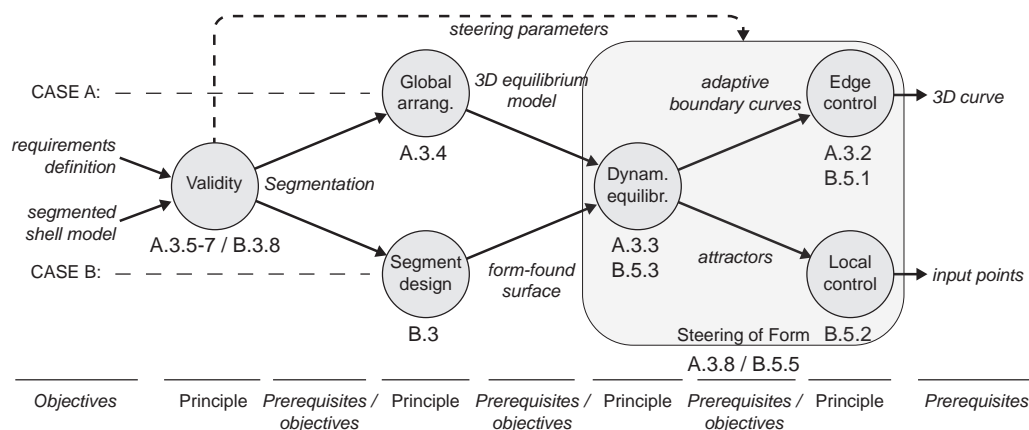 steering parameters
CASE A:
Global
arrang.
3D equilibrium
model
adaptive
boundary curves
Edge
control
3D curve
A.3.4
A.3.2
B.5.1
requirements
definition
Validity
Segmentation
Dynam.
equilibr.
segmented
shell model
A.3.5-7 / B.3.8
A.3.3
B.5.3
attractors
CASE B:
Segment
design
form-found
surface
Local
control
input points
B.3
Steering of Form
B.5.2
A.3.8 / B.5.5
Objectives
Principle
Prerequisites /
objectives
Principle
Prerequisites /
objectives
Principle
Prerequisites /
objectives
Principle
Prerequisites